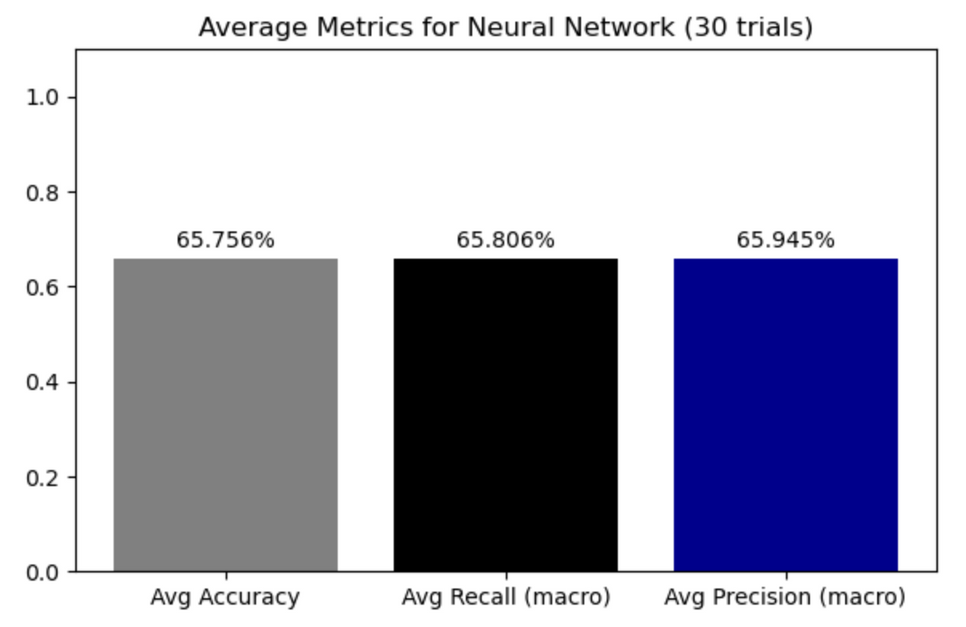 Average Metrics for Neural Network (30 trials)
1.0
0.8
0.6
0.4
0.2
0.0
65.756%
65.806%
65.945%
Avg Accuracy
Avg Recall (macro)
Avg Precision (macro)